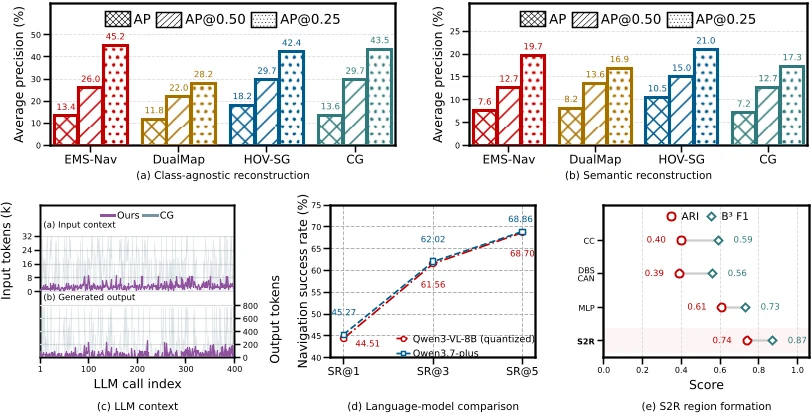 AP AP@0.50 AP@0.25
Average precision (%)
50
40
30
20
10
0
13.4 26.0 45.2
11.8 22.0 28.2
18.2 29.7 42.4
13.6 29.7 43.5
EMS-Nav DualMap HOV-SG CG
(a) Class-agnostic reconstruction
AP AP@0.50 AP@0.25
Average precision (%)
25
20
15
10
5
0
7.6 12.7 19.7
8.2 13.6 16.9
10.5 15.0 21.0
7.2 12.7 17.3
EMS-Nav DualMap HOV-SG CG
(b) Semantic reconstruction
Ours CG
(a) Input context
Input tokens (k)
32
24
16
8
0
(b) Generated output
Output tokens
800
600
400
200
0
1 100 200 300 400
LLM call index
(c) LLM context
Navigation success rate (%)
75
70
65
60
55
50
45
40
45.27
44.51
62.02
61.56
68.86
68.70
Qwen3-VL-8B (quantized)
Qwen3.7-plus
SR@1 SR@3 SR@5
(d) Language-model comparison
ARI B³ F1
CC 0.40 0.59
DBS
CAN 0.39 0.56
MLP 0.61 0.73
S2R 0.74 0.87
0.0 0.2 0.4 0.6 0.8 1.0
Score
(e) S2R region formation